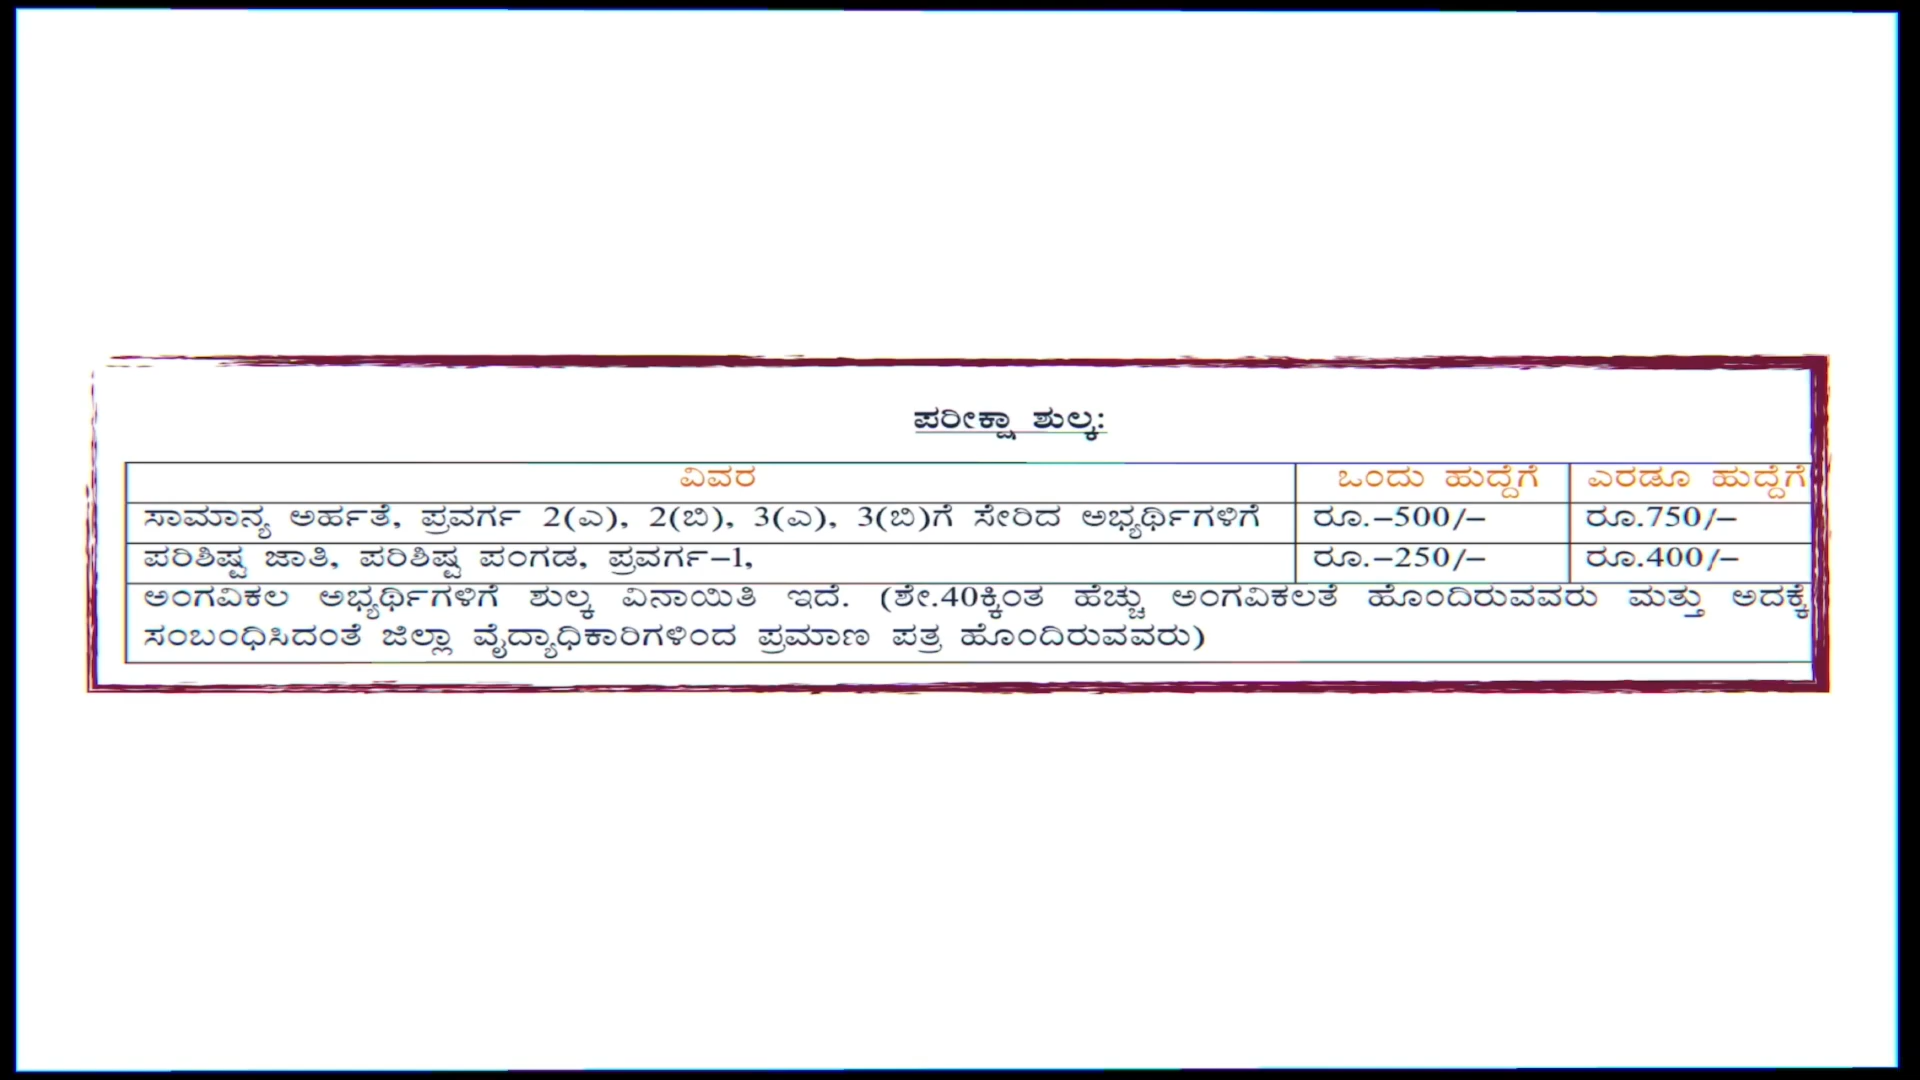 ಪರೀಕ್ಷಾ ಶುಲ್ಕ:
ವಿವರ ಒಂದು ಹುದ್ದೆಗೆ ಎರಡೂ ಹುದ್ದೆಗೆ
ಸಾಮಾನ್ಯ ಅರ್ಹತೆ, ಪ್ರವರ್ಗ 2(ಎ), 2(ಬಿ), 3(ಎ), 3(ಬಿ)ಗೆ ಸೇರಿದ ಅಭ್ಯರ್ಥಿಗಳಿಗೆ ರೂ.–500/– ರೂ.750/–
ಪರಿಶಿಷ್ಟ ಜಾತಿ, ಪರಿಶಿಷ್ಟ ಪಂಗಡ, ಪ್ರವರ್ಗ–1, ರೂ.–250/– ರೂ.400/–
ಅಂಗವಿಕಲ ಅಭ್ಯರ್ಥಿಗಳಿಗೆ ಶುಲ್ಕ ವಿನಾಯಿತಿ ಇದೆ. (ಶೇ.40ಕ್ಕಿಂತ ಹೆಚ್ಚು ಅಂಗವಿಕಲತೆ ಹೊಂದಿರುವವರು ಮತ್ತು ಅದಕ್ಕೆ
ಸಂಬಂಧಿಸಿದಂತೆ ಜಿಲ್ಲಾ ವೈದ್ಯಾಧಿಕಾರಿಗಳಿಂದ ಪ್ರಮಾಣ ಪತ್ರ ಹೊಂದಿರುವವರು)